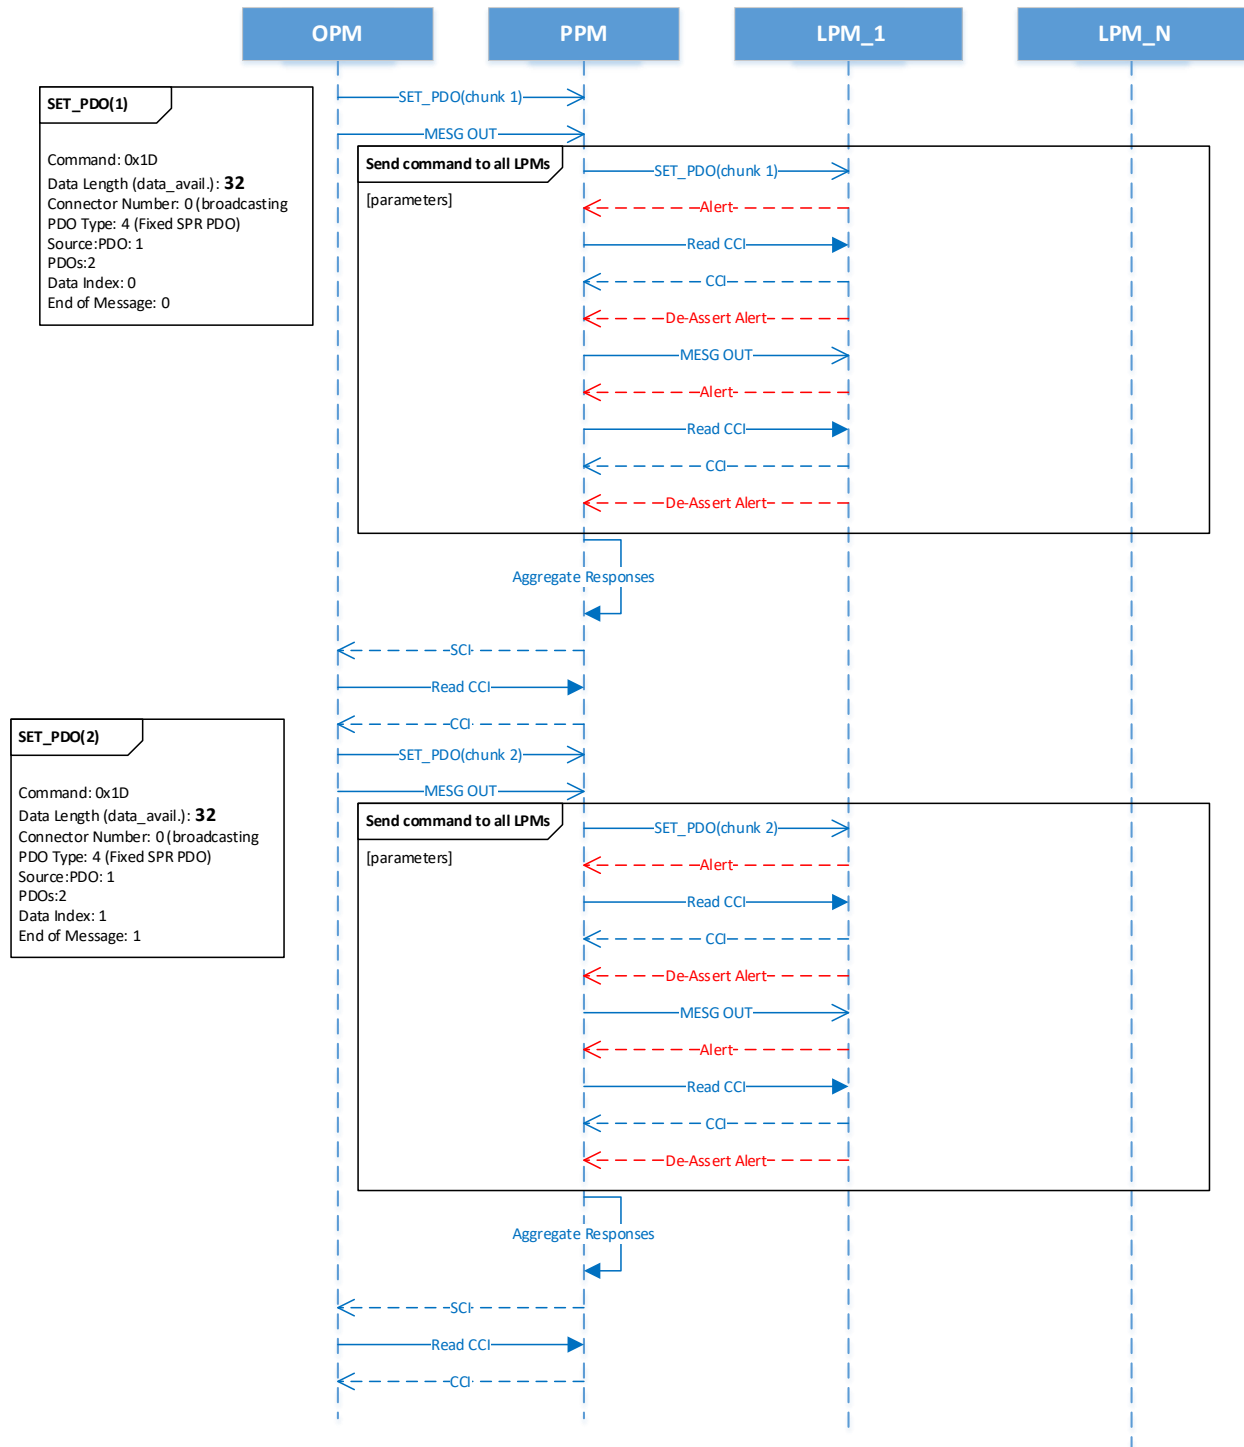 OPM
PPM
LPM_1
LPM_N
SET_PDO(1)
Command: 0x1D
Data Length (data_avail.): 32
Connector Number: 0 (broadcasting
PDO Type: 4 (Fixed SPR PDO)
Source:PDO: 1
PDOs:2
Data Index: 0
End of Message: 0
SET_PDO(chunk 1)
MESG OUT
Send command to all LPMs
[parameters]
SET_PDO(chunk 1)
Alert
Read CCI
CCI
De-Assert Alert
MESG OUT
Alert
Read CCI
CCI
De-Assert Alert
Aggregate Responses
SCI
Read CCI
CCI
SET_PDO(2)
Command: 0x1D
Data Length (data_avail.): 32
Connector Number: 0 (broadcasting
PDO Type: 4 (Fixed SPR PDO)
Source:PDO: 1
PDOs:2
Data Index: 1
End of Message: 1
SET_PDO(chunk 2)
MESG OUT
Send command to all LPMs
[parameters]
SET_PDO(chunk 2)
Alert
Read CCI
CCI
De-Assert Alert
MESG OUT
Alert
Read CCI
CCI
De-Assert Alert
Aggregate Responses
SCI
Read CCI
CCI